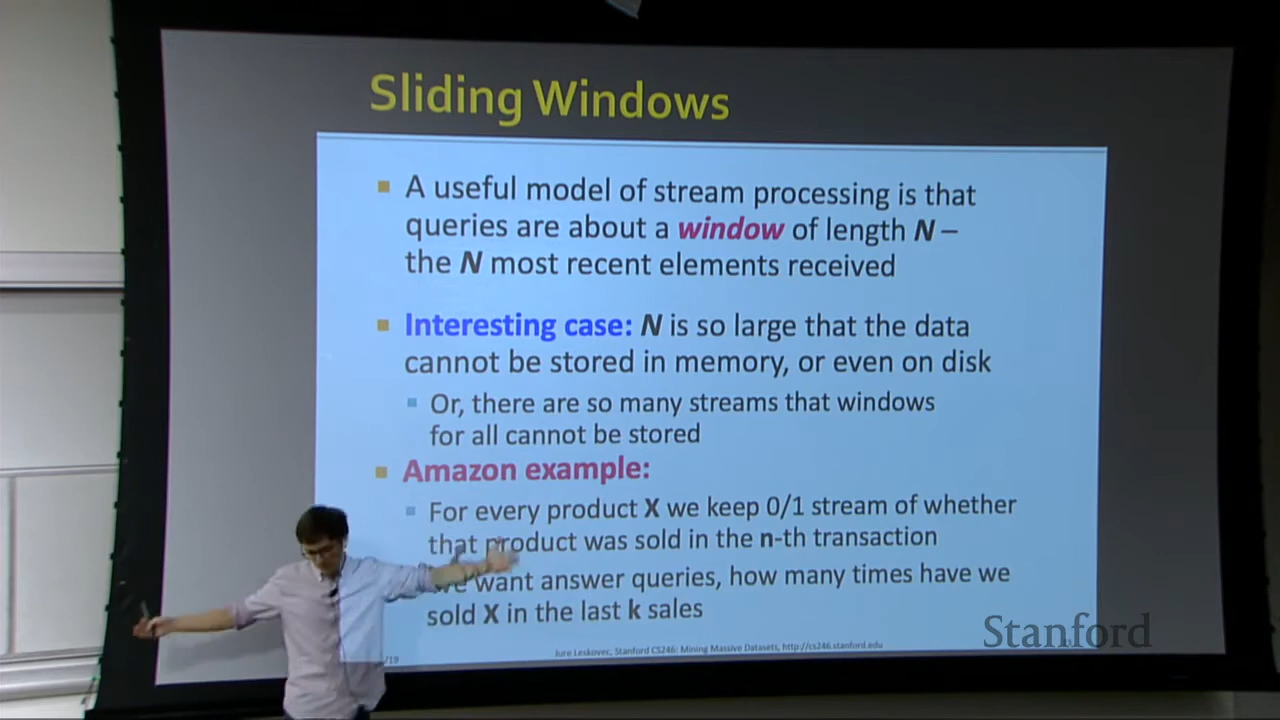 Sliding Windows
A useful model of stream processing is that
queries are about a window of length N –
the N most recent elements received
Interesting case: N is so large that the data
cannot be stored in memory, or even on disk
Or, there are so many streams that windows
for all cannot be stored
Amazon example:
For every product X we keep 0/1 stream of whether
that product was sold in the n-th transaction
We want answer queries, how many times have we
sold X in the last k sales
Stanford
/19
Jure Leskovec, Stanford CS246: Mining Massive Datasets, http://cs246.stanford.edu